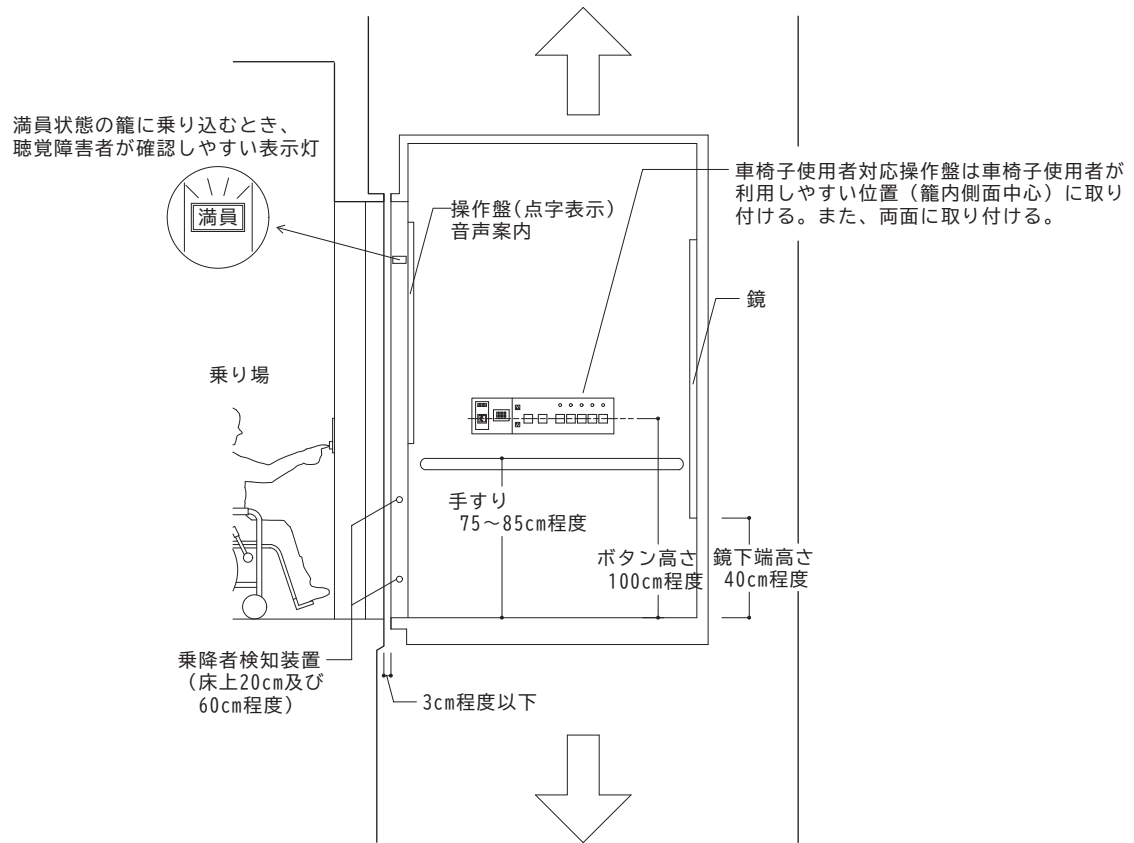 満員状態の籠に乗り込むとき、
聴覚障害者が確認しやすい表示灯
満員
操作盤(点字表示)
音声案内
車椅子使用者対応操作盤は車椅子使用者が
利用しやすい位置（籠内側面中心）に取り
付ける。また、両面に取り付ける。
鏡
乗り場
手すり
75～85cm程度
ボタン高さ
100cm程度
鏡下端高さ
40cm程度
乗降者検知装置
（床上20cm及び
60cm程度）
3cm程度以下